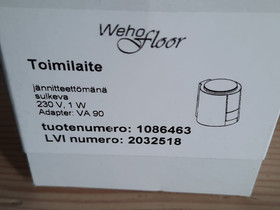 Weho
floor
Toimilaite
jännitteettömänä
sulkeva
230 V, 1 W
Adapter: VA 90
tuotenumero: 1086463
LVI numero: 2032518